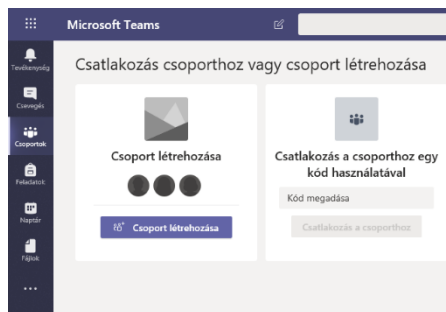 Microsoft Teams
Tevékenység
Csevegés
Csoportok
Feladatok
Naptár
Fájlok
Csatlakozás csoporthoz vagy csoport létrehozása
Csoport létrehozása
Csoport létrehozása
Csatlakozás a csoporthoz egy
kód használatával
Kód megadása
Csatlakozás a csoporthoz